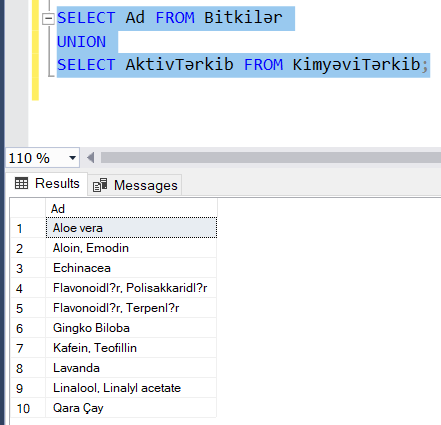 SELECT Ad FROM Bitkilər
UNION
SELECT AktivTərkib FROM KimyəviTərkib;
110 %
Results Messages
Ad
1 Aloe vera
2 Aloin, Emodin
3 Echinacea
4 Flavonoidl?r, Polisakkaridl?r
5 Flavonoidl?r, Terpenl?r
6 Gingko Biloba
7 Kafein, Teofillin
8 Lavanda
9 Linalool, Linalyl acetate
10 Qara Çay